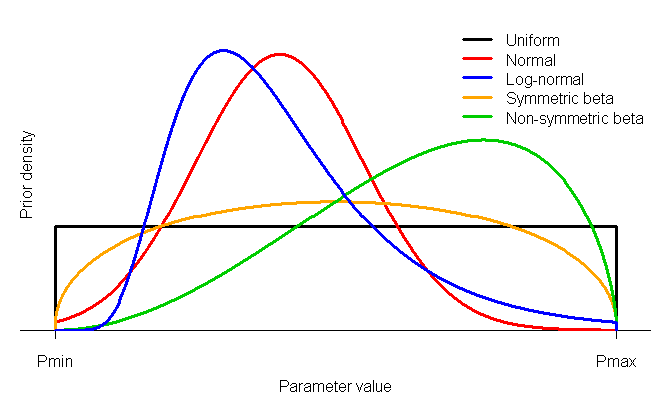 Uniform
Normal
Log-normal
Symmetric beta
Non-symmetric beta
Prior density
Pmin
Pmax
Parameter value